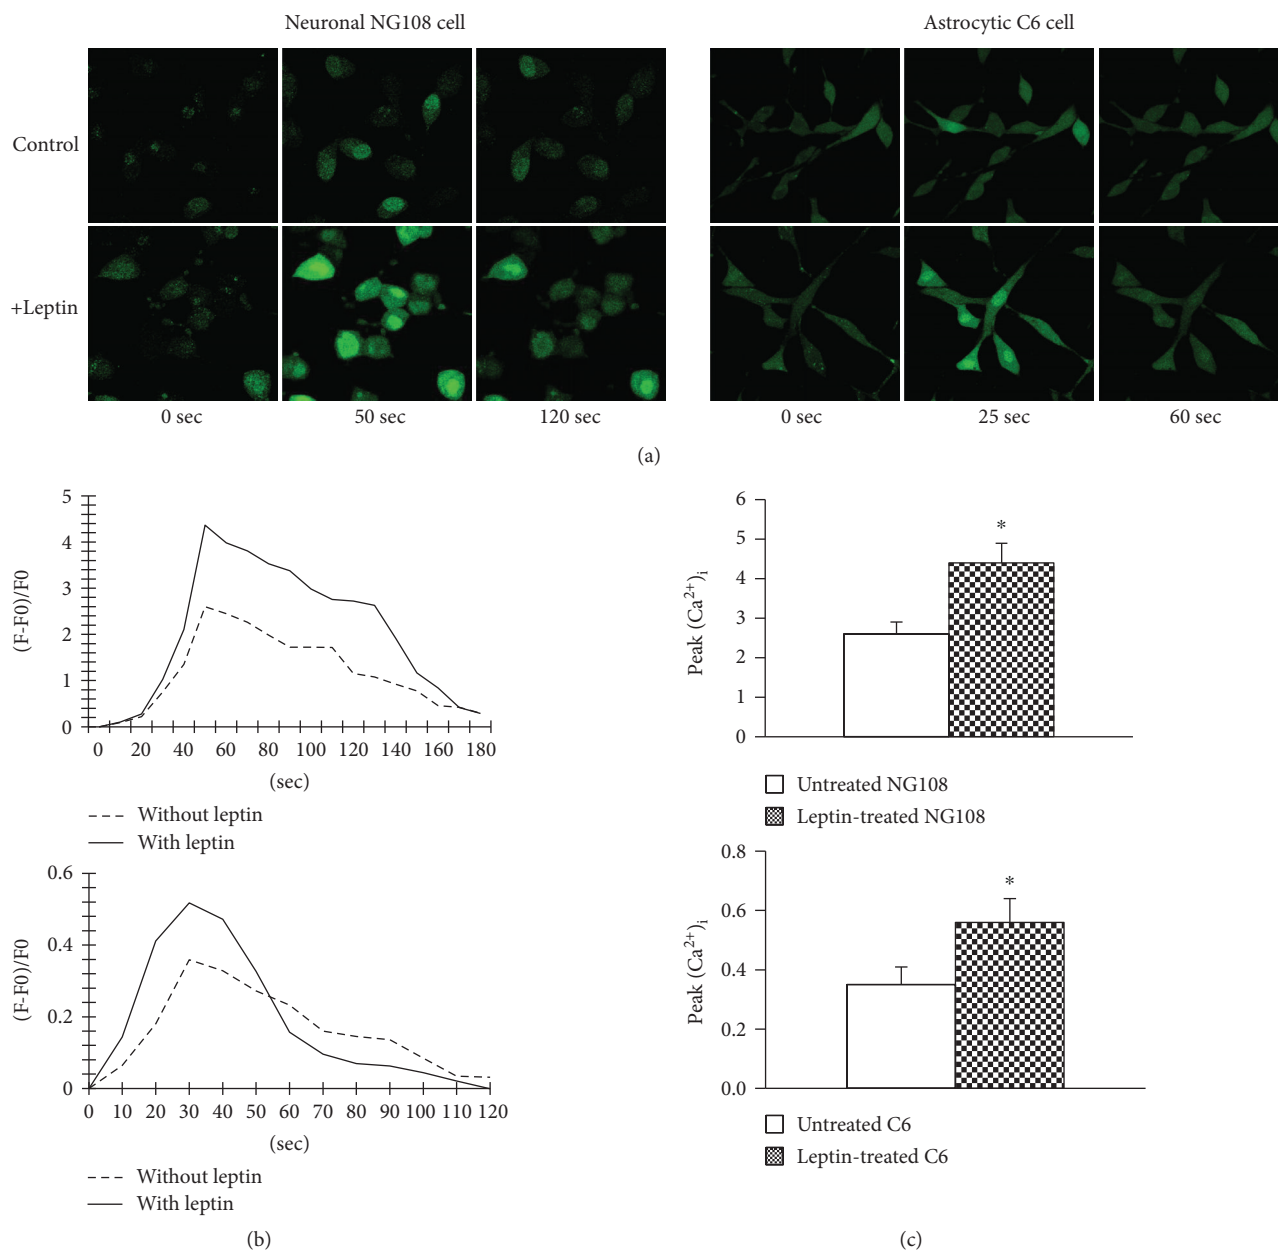 Neuronal NG108 cell
Astrocytic C6 cell
Control
+Leptin
0 sec
50 sec
120 sec
0 sec
25 sec
60 sec
(a)
5
4
3
2
1
0
(F-F0)/F0
0 20 40 60 80 100 120 140 160 180
(sec)
Without leptin
With leptin
0.6
0.4
0.2
0
(F-F0)/F0
0 10 20 30 40 50 60 70 80 90 100 110 120
(sec)
Without leptin
With leptin
(b)
6
5
4
3
2
1
0
Peak (Ca²⁺)ᵢ
*
Untreated NG108
Leptin-treated NG108
0.8
0.6
0.4
0.2
0.0
Peak (Ca²⁺)ᵢ
*
Untreated C6
Leptin-treated C6
(c)